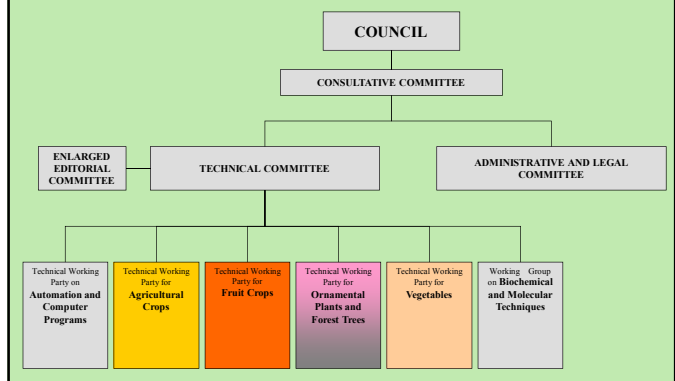 COUNCIL
CONSULTATIVE COMMITTEE
ENLARGED
EDITORIAL
COMMITTEE
TECHNICAL COMMITTEE
ADMINISTRATIVE AND LEGAL
COMMITTEE
Technical Working
Party on
Automation and
Computer
Programs
Technical Working
Party for
Agricultural
Crops
Technical Working
Party for
Fruit Crops
Technical Working
Party for
Ornamental
Plants and
Forest Trees
Technical Working
Party for
Vegetables
Working Group
on Biochemical
and Molecular
Techniques